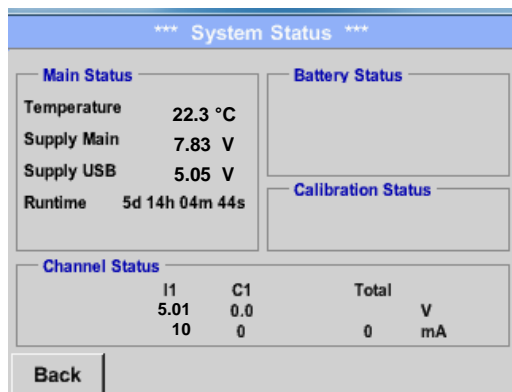 *** System Status ***
Main Status
Temperature 22.3 °C
Supply Main 7.83 V
Supply USB 5.05 V
Runtime 5d 14h 04m 44s
Battery Status
Calibration Status
Channel Status
I1 C1 Total
5.01 0.0 V
10 0 0 mA
Back